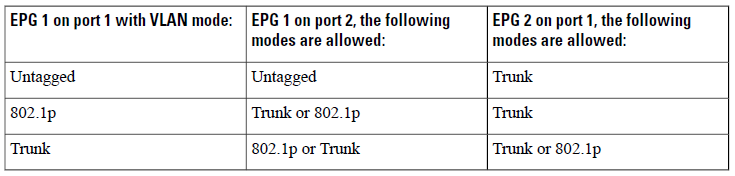 EPG 1 on port 1 with VLAN mode:
EPG 1 on port 2, the following
modes are allowed:
EPG 2 on port 1, the following
modes are allowed:
Untagged
Untagged
Trunk
802.1p
Trunk or 802.1p
Trunk
Trunk
802.1p or Trunk
Trunk or 802.1p